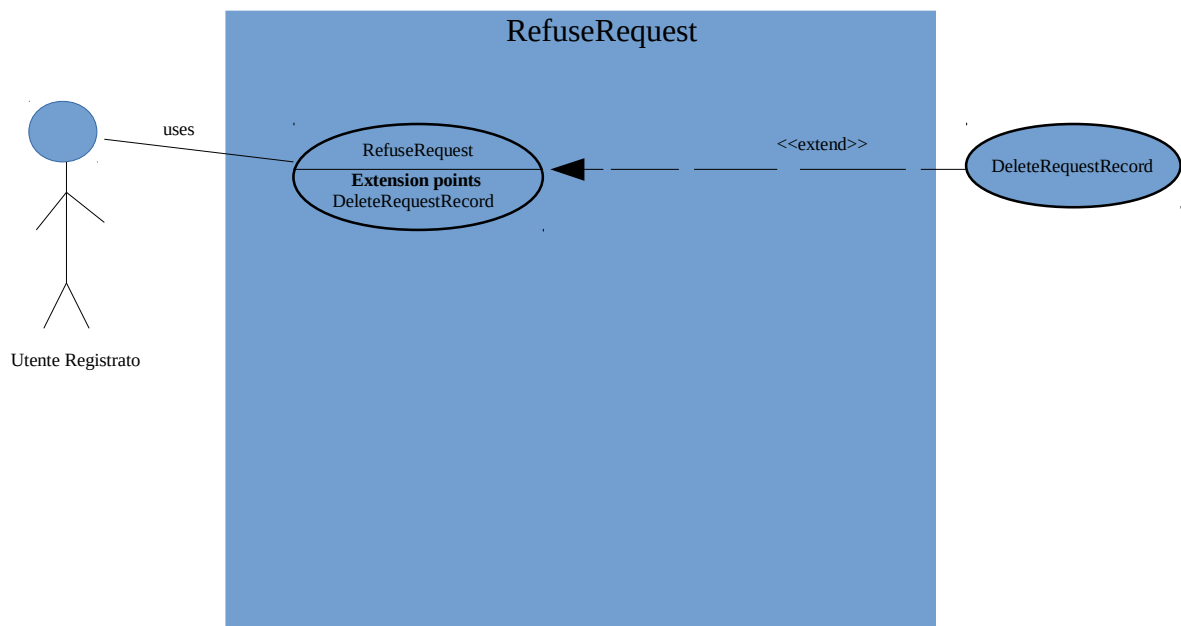 RefuseRequest
uses
RefuseRequest
<<extend>>
Extension points
DeleteRequestRecord
DeleteRequestRecord
Utente Registrato